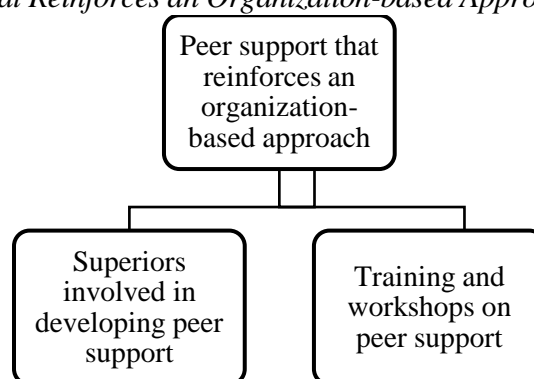 Reinforces an Organization-based
Peer support that
reinforces an
organization-
based approach
Superiors
involved in
developing peer
support
Training and
workshops on
peer support